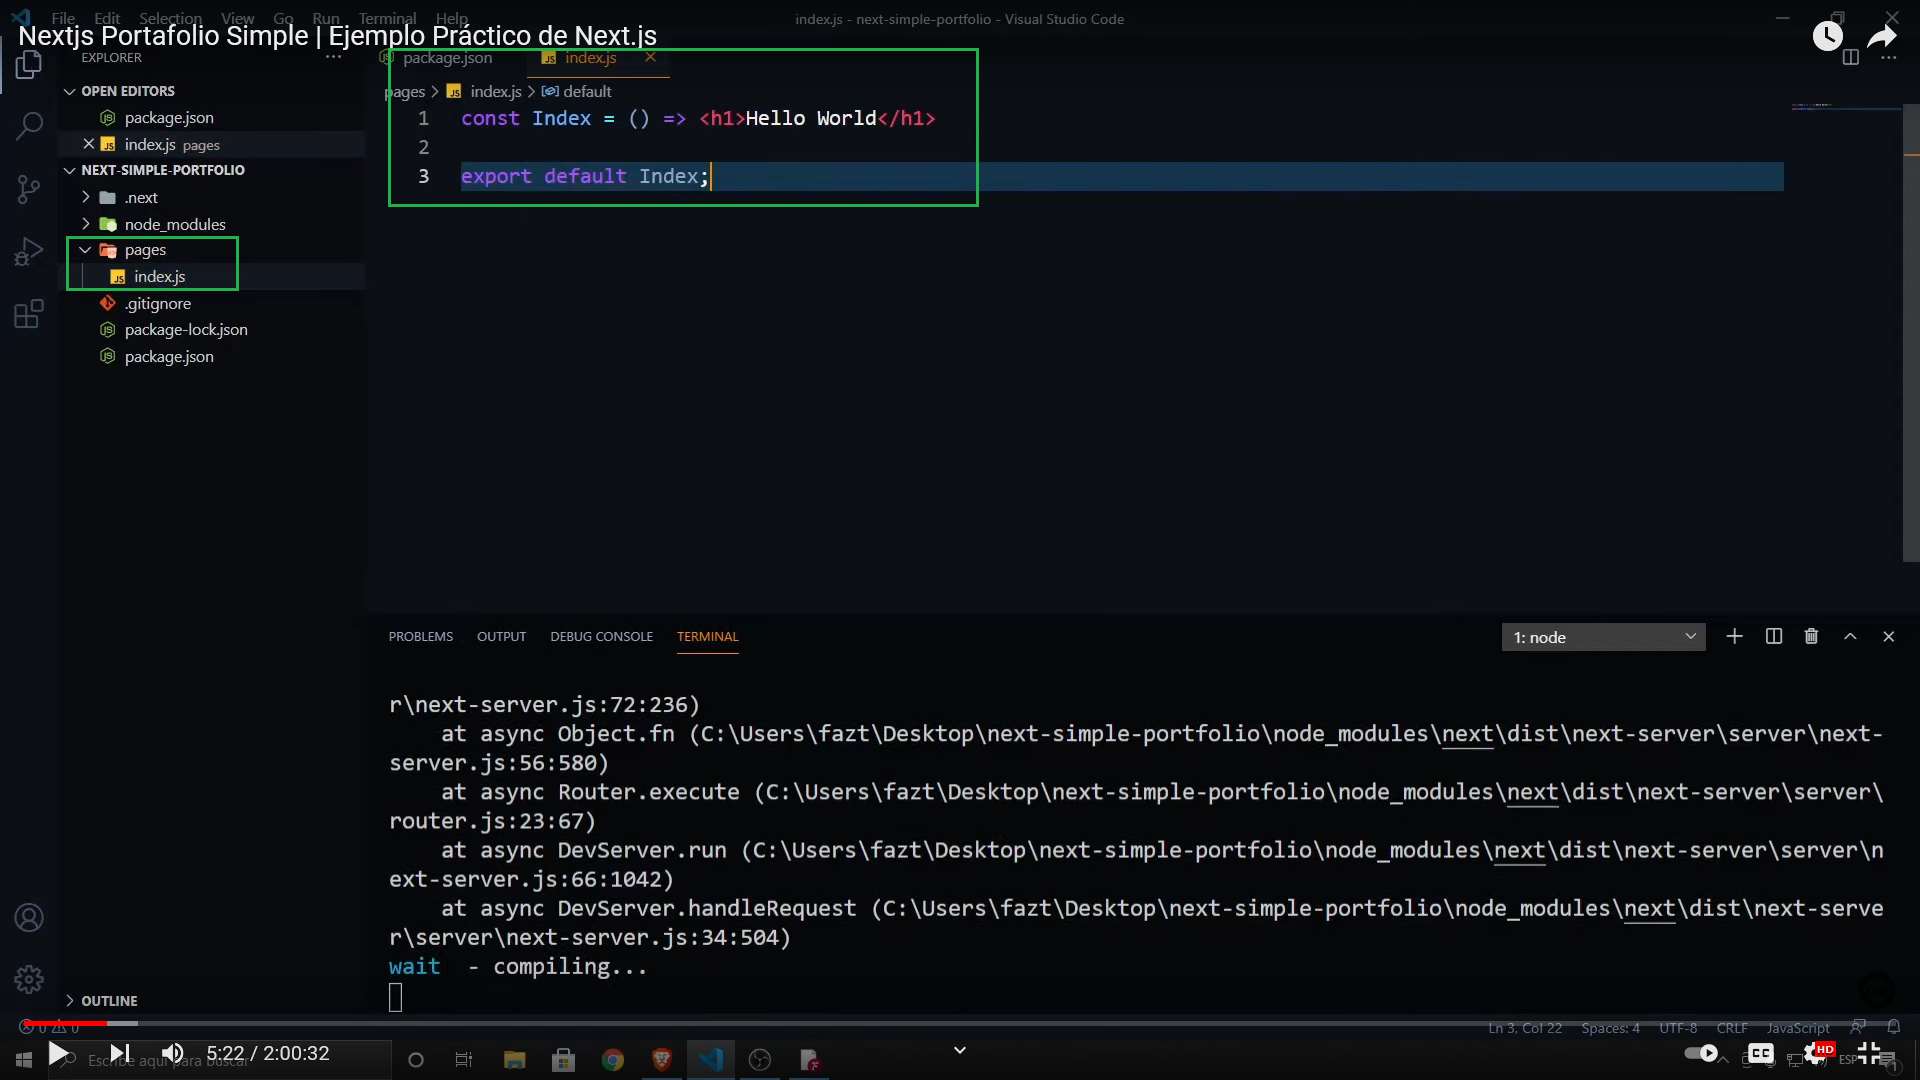 File Edit Selection View Go Run Terminal Help
index.js - next-simple-portfolio - Visual Studio Code
Nextjs Portafolio Simple | Ejemplo Práctico de Next.js
EXPLORER
package.json
index.js
OPEN EDITORS
package.json
index.js pages
NEXT-SIMPLE-PORTFOLIO
.next
node_modules
pages
index.js
.gitignore
package-lock.json
package.json
OUTLINE
pages > index.js > default
1 const Index = () => <h1>Hello World</h1>
2
3 export default Index;
PROBLEMS OUTPUT DEBUG CONSOLE TERMINAL
1: node
r\next-server.js:72:236)
at async Object.fn (C:\Users\fazt\Desktop\next-simple-portfolio\node_modules\next\dist\next-server\server\next-
server.js:56:580)
at async Router.execute (C:\Users\fazt\Desktop\next-simple-portfolio\node_modules\next\dist\next-server\server\
router.js:23:67)
at async DevServer.run (C:\Users\fazt\Desktop\next-simple-portfolio\node_modules\next\dist\next-server\server\n
ext-server.js:66:1042)
at async DevServer.handleRequest (C:\Users\fazt\Desktop\next-simple-portfolio\node_modules\next\dist\next-serve
r\server\next-server.js:34:504)
wait - compiling...
0 0
Ln 3, Col 22 Spaces: 4 UTF-8 CRLF JavaScript
Escribe aquí para buscar
5:22 / 2:00:32
CC HD
ESP